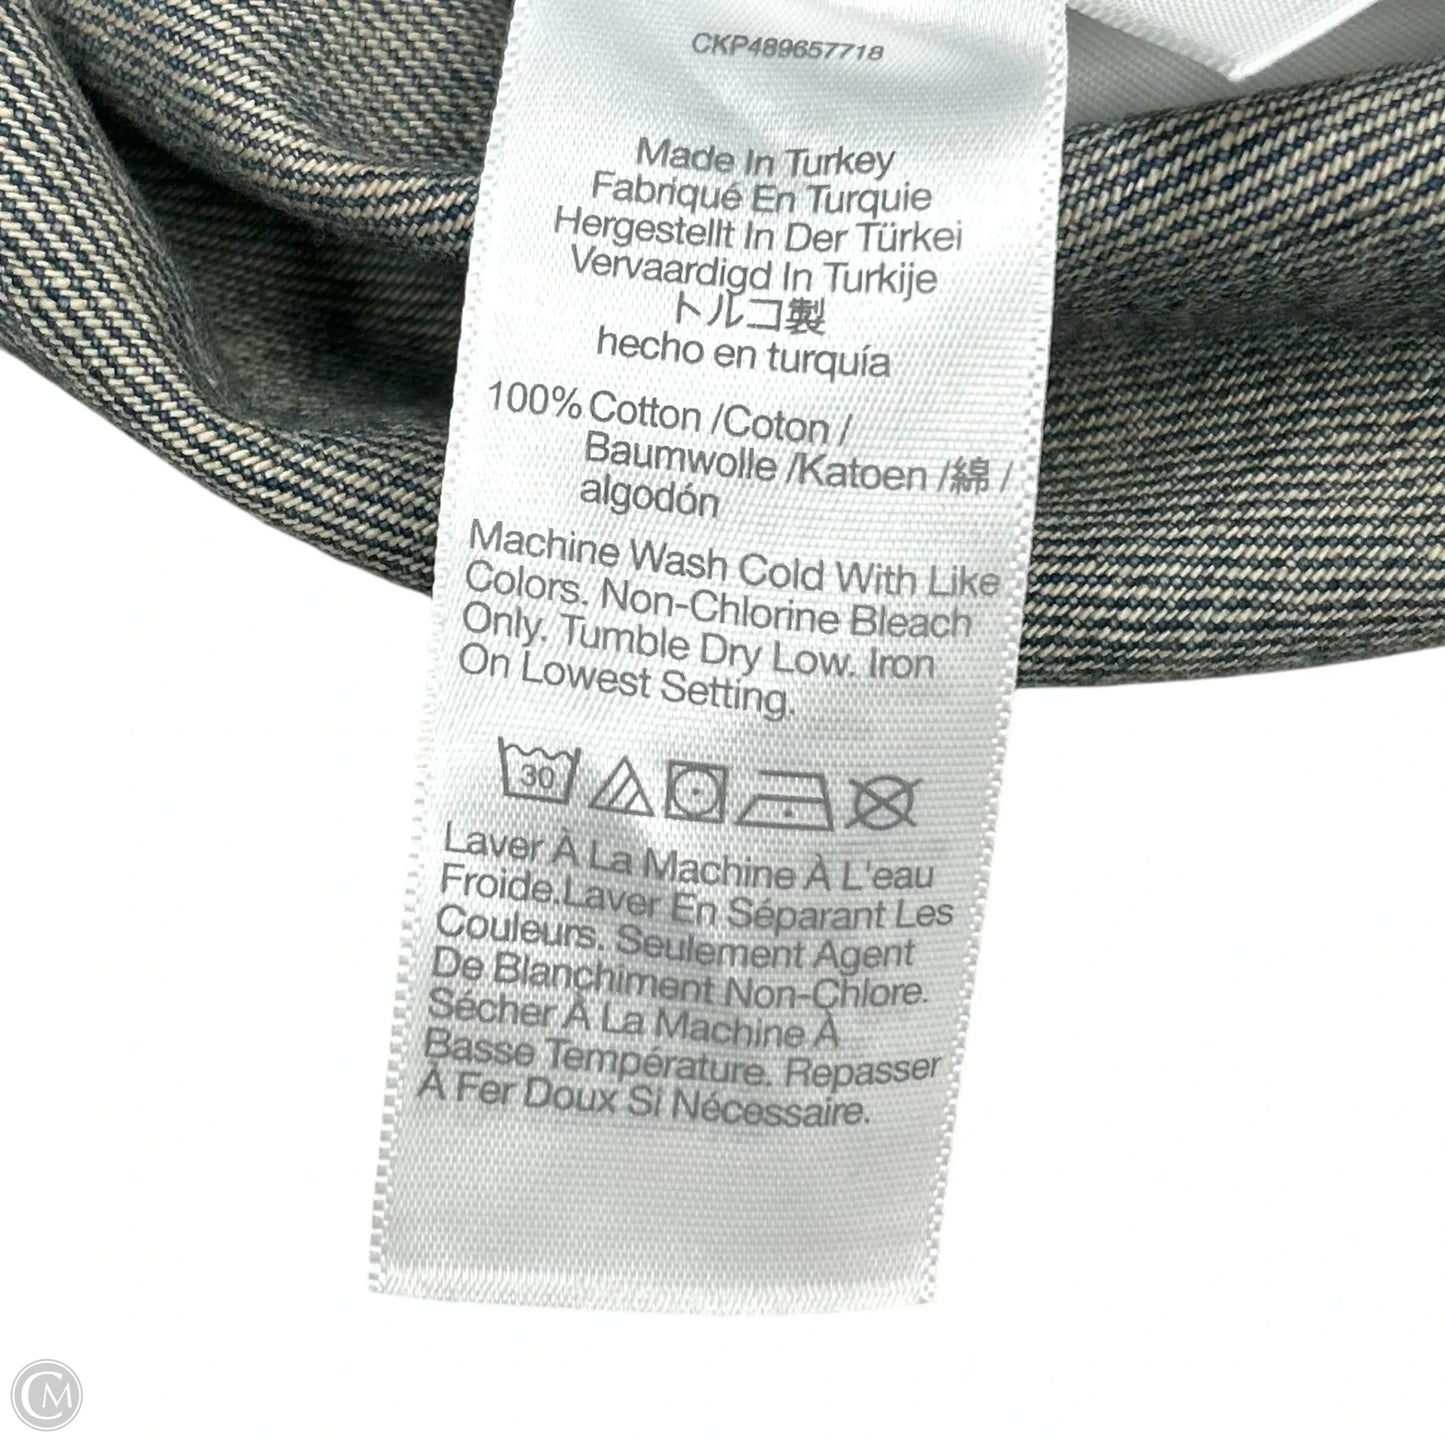 CKP489657718
Made In Turkey
Fabriqué En Turquie
Hergestellt In Der Türkei
Vervaardigd In Turkije
トルコ製
hecho en turquía
100% Cotton /Coton /
Baumwolle /Katoen /綿 /
algodón
Machine Wash Cold With Like
Colors. Non-Chlorine Bleach
Only. Tumble Dry Low. Iron
On Lowest Setting.
30
Laver À La Machine À L'eau
Froide.Laver En Séparant Les
Couleurs. Seulement Agent
De Blanchiment Non-Chlore.
Sécher À La Machine À
Basse Température. Repasser
À Fer Doux Si Nécessaire.
CM